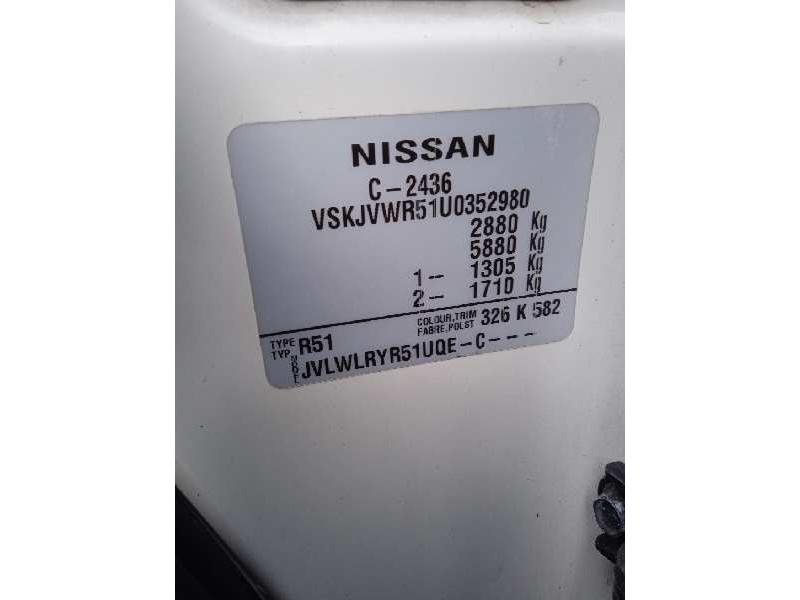 NISSAN
C-2436
VSKJVWR51U0352980
2880 Kg
5880 Kg
1- 1305 Kg
2- 1710 Kg
TYPE TYP R51 COLOUR,TRIM FABRE,POLST 326 K 582
MODEL JVLWLRYR51UQE-C---